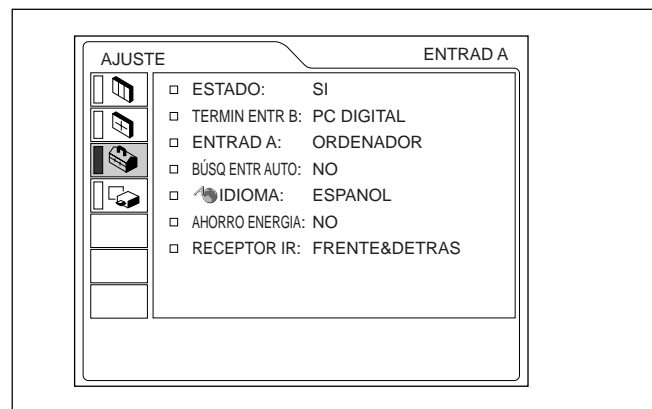 AJUSTE ENTRAD A
ESTADO: SI
TERMIN ENTR B: PC DIGITAL
ENTRAD A: ORDENADOR
BÚSQ ENTR AUTO: NO
IDIOMA: ESPANOL
AHORRO ENERGIA: NO
RECEPTOR IR: FRENTE&DETRAS